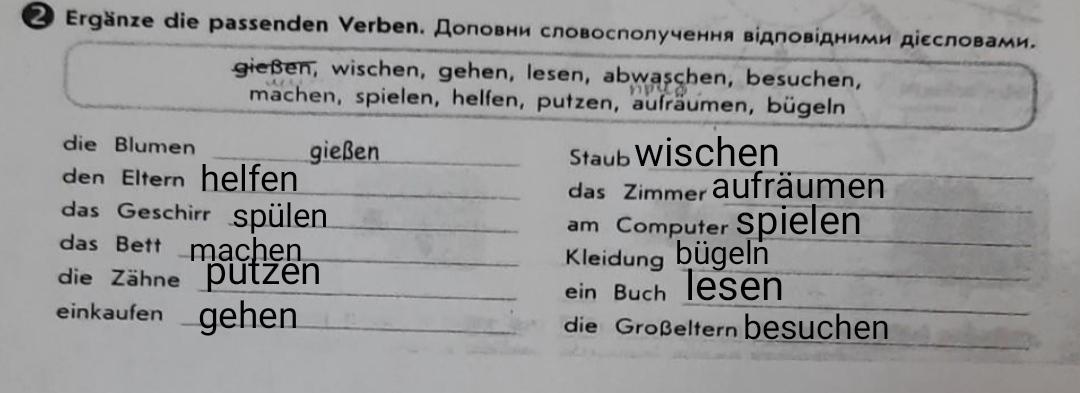 2 Ergänze die passenden Verben. Доповни словосполучення відповідними дієсловами.
gießen, wischen, gehen, lesen, abwaschen, besuchen,
machen, spielen, helfen, putzen, aufräumen, bügeln
die Blumen gießen
den Eltern helfen
das Geschirr spülen
das Bett machen
die Zähne putzen
einkaufen gehen
Staub wischen
das Zimmer aufräumen
am Computer spielen
Kleidung bügeln
ein Buch lesen
die Großeltern besuchen